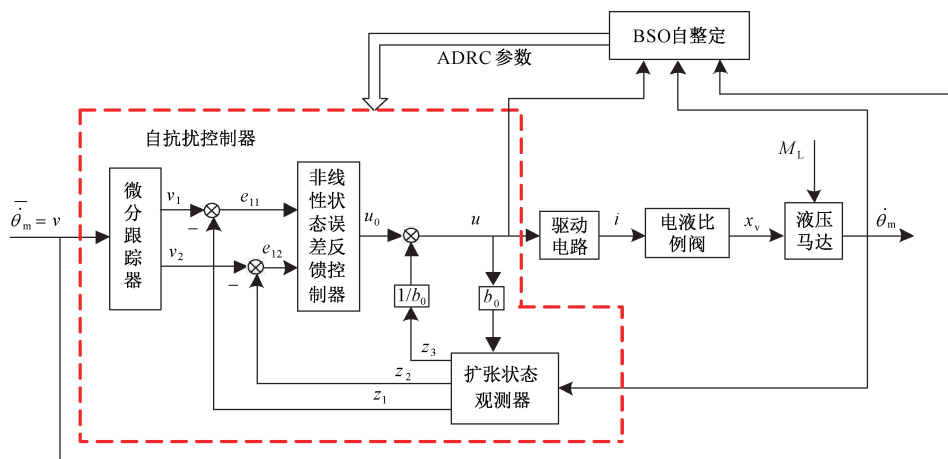 BSO自整定
ADRC 参数
自抗扰控制器
M_L
微分跟踪器
非线性状态误差反馈控制器
v_1
e_11
u_0
u
驱动电路
i
电液比例阀
x_v
液压马达
θ̇_m
θ̇̅_m = v
−
v_2
e_12
−
1/b_0
b_0
z_3
z_2
z_1
扩张状态
观测器